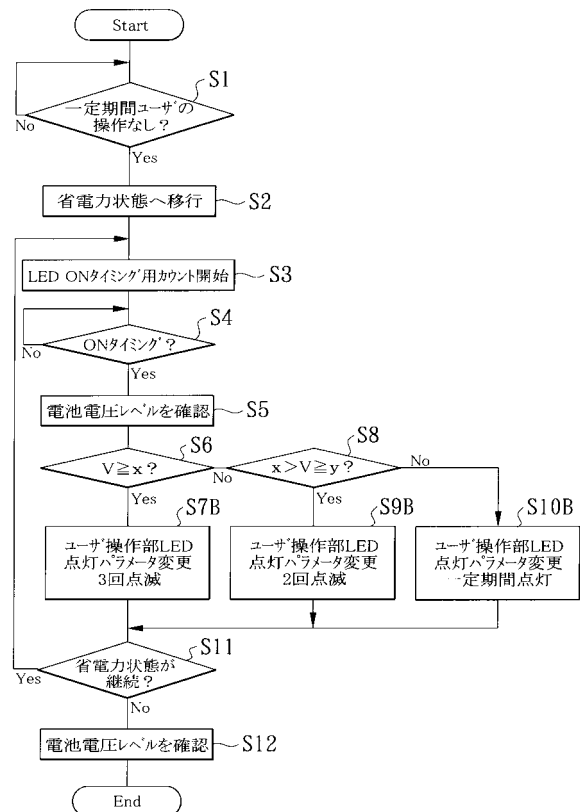 Start
S1
一定期間ユーザの
操作なし？
No
Yes
省電力状態へ移行
S2
LED ONタイミング用カウント開始
S3
S4
ONタイミング？
No
Yes
電池電圧レベルを確認
S5
S6
V≧x？
No
Yes
S8
x＞V≧y？
No
Yes
S7B
ユーザ操作部LED
点灯パラメータ変更
3回点滅
S9B
ユーザ操作部LED
点灯パラメータ変更
2回点滅
S10B
ユーザ操作部LED
点灯パラメータ変更
一定期間点灯
S11
省電力状態が
継続？
Yes
No
電池電圧レベルを確認
S12
End